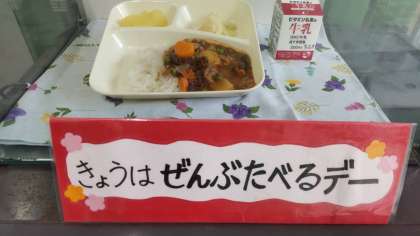 牛乳
きょうは ぜんぶたべるデー